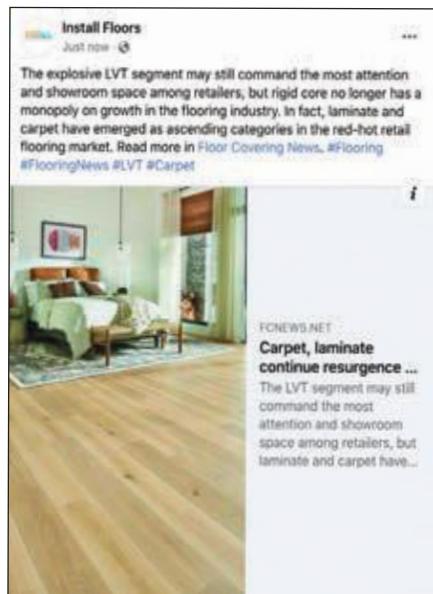 Install Floors
Just now ·
...
The explosive LVT segment may still command the most attention
and showroom space among retailers, but rigid core no longer has a
monopoly on growth in the flooring industry. In fact, laminate and
carpet have emerged as ascending categories in the red-hot retail
flooring market. Read more in Floor Covering News. #Flooring
#FlooringNews #LVT #Carpet
i
FCNEWS.NET
Carpet, laminate
continue resurgence ...
The LVT segment may still
command the most
attention and showroom
space among retailers, but
laminate and carpet have...